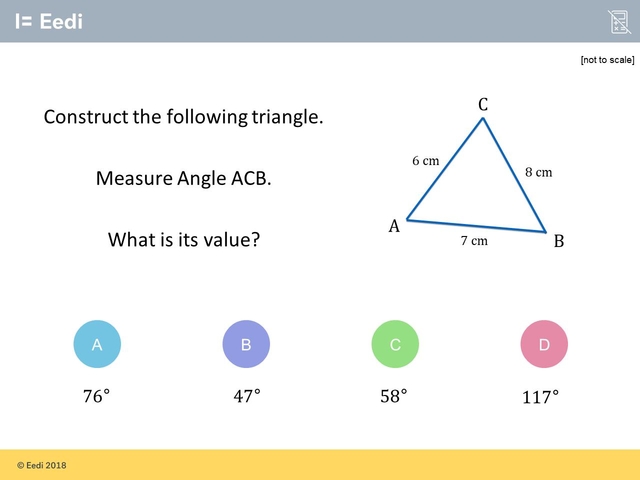 I= Eedi
[not to scale]
Construct the following triangle.
Measure Angle ACB.
What is its value?
C
6 cm
8 cm
A
7 cm
B
A
B
C
D
76°
47°
58°
117°
© Eedi 2018